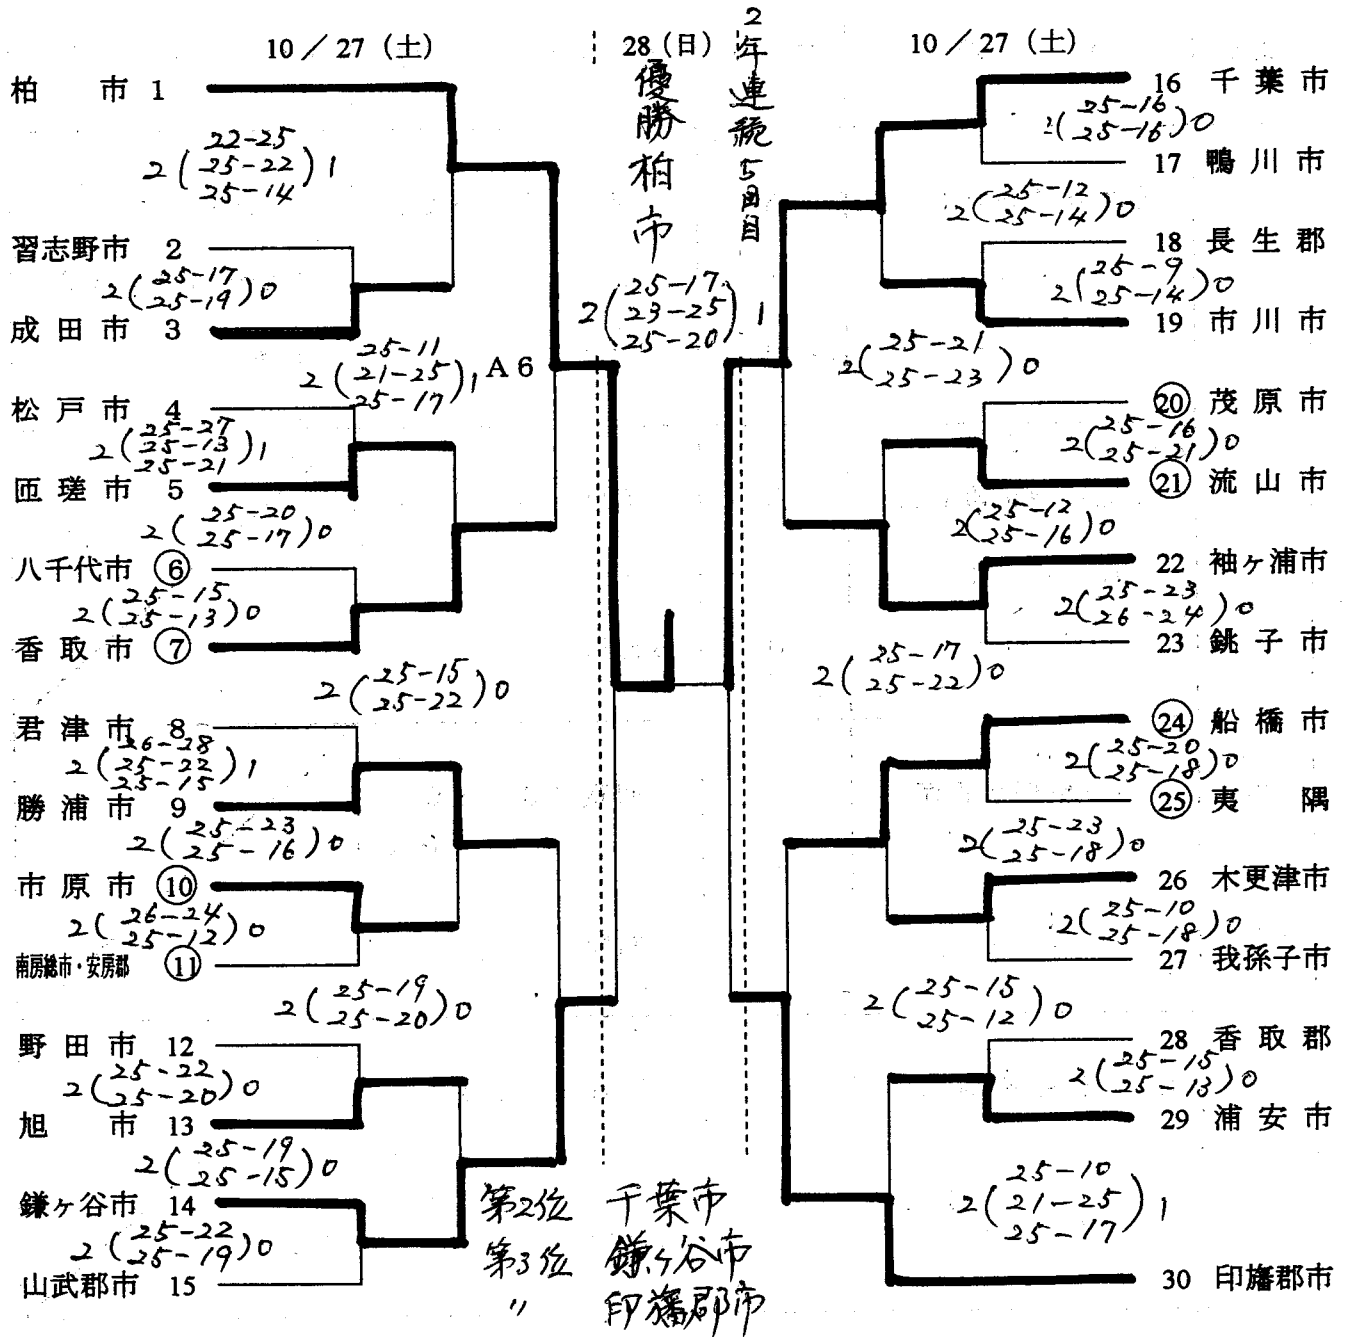 10 / 27 (土)
28 (日)
2年連続5回目
10 / 27 (土)
優勝柏市
2 ( 25-17 23-25 25-20 ) 1
柏 市 1
2 ( 22-25 25-22 25-14 ) 1
習志野市 2
2 ( 25-17 25-19 ) 0
成田市 3
2 ( 25-11 21-25 25-17 ) 1 A 6
松戸市 4
2 ( 25-27 25-13 25-21 ) 1
匝瑳市 5
2 ( 25-20 25-17 ) 0
八千代市 ⑥
2 ( 25-15 25-13 ) 0
香取市 ⑦
2 ( 25-15 25-22 ) 0
君津市 8
2 ( 26-28 25-22 25-15 ) 1
勝浦市 9
2 ( 25-23 25-16 ) 0
市原市 ⑩
2 ( 26-24 25-12 ) 0
南房総市・安房郡 ⑪
2 ( 25-19 25-20 ) 0
野田市 12
2 ( 25-22 25-20 ) 0
旭 市 13
2 ( 25-19 25-15 ) 0
鎌ヶ谷市 14
2 ( 25-22 25-19 ) 0
山武郡市 15
16 千葉市
2 ( 25-16 25-16 ) 0
17 鴨川市
2 ( 25-12 25-14 ) 0
18 長生郡
2 ( 25-9 25-14 ) 0
19 市川市
2 ( 25-21 25-23 ) 0
⑳ 茂原市
2 ( 25-16 25-21 ) 0
㉑ 流山市
2 ( 25-12 25-16 ) 0
22 袖ヶ浦市
2 ( 25-23 26-24 ) 0
23 銚子市
2 ( 25-17 25-22 ) 0
㉔ 船橋市
2 ( 25-20 25-18 ) 0
㉕ 夷 隅
2 ( 25-23 25-18 ) 0
26 木更津市
2 ( 25-10 25-18 ) 0
27 我孫子市
2 ( 25-15 25-12 ) 0
28 香取郡
2 ( 25-15 25-13 ) 0
29 浦安市
2 ( 25-10 21-25 25-17 ) 1
30 印旛郡市
第2位 千葉市
第3位 鎌ヶ谷市
〃 印旛郡市